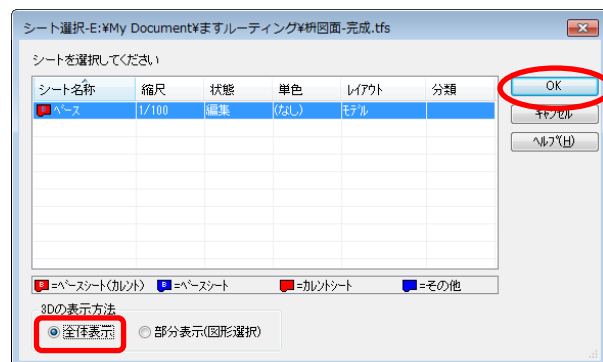 シート選択-E:¥My Document¥ますルーティング¥枡図面-完成.tfs
シートを選択してください
シート名称 縮尺 状態 単色 レイアウト 分類
B ﾍﾞｰｽ 1/100 編集 (なし) ﾓﾃﾞﾙ
OK
ｷｬﾝｾﾙ
ﾍﾙﾌﾟ(H)
B =ﾍﾞｰｽｼｰﾄ(ｶﾚﾝﾄ) B =ﾍﾞｰｽｼｰﾄ =ｶﾚﾝﾄｼｰﾄ =その他
3Dの表示方法
全体表示 部分表示(図形選択)